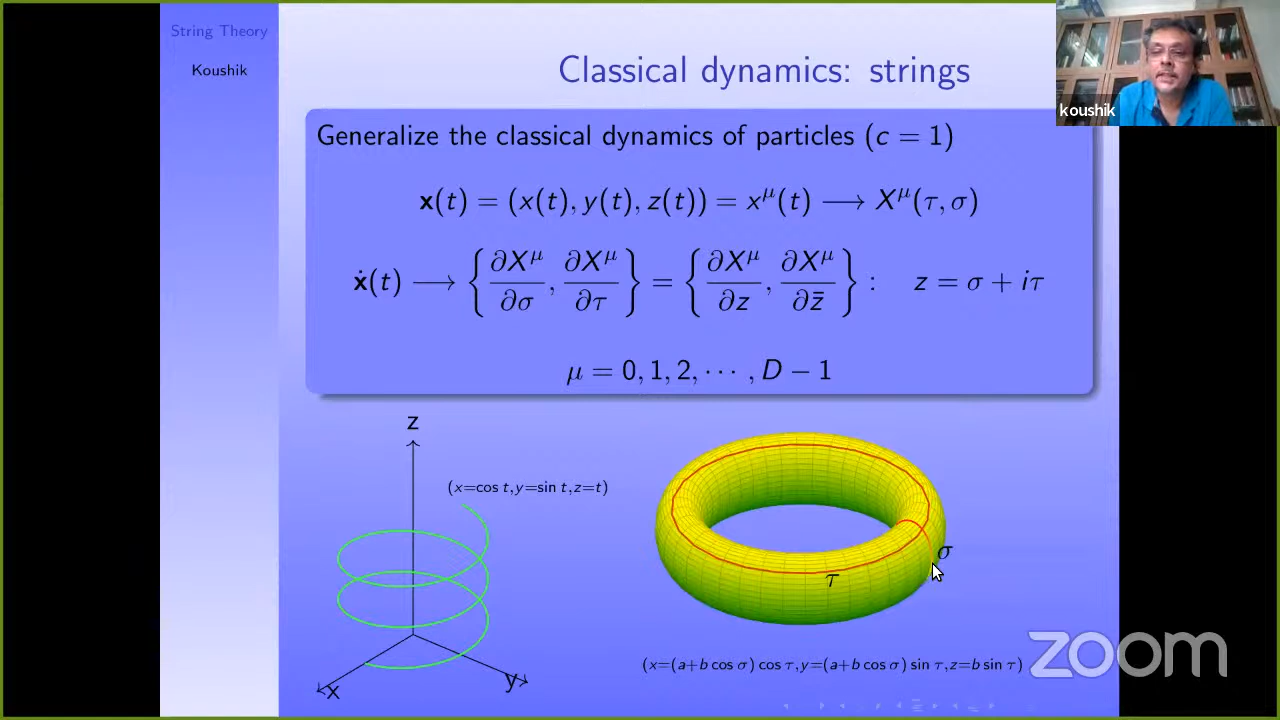 String Theory
Koushik
Classical dynamics: strings
koushik
Generalize the classical dynamics of particles (c = 1)
x(t) = (x(t), y(t), z(t)) = x^μ(t) ⟶ X^μ(τ, σ)
ẋ(t) ⟶ {∂X^μ/∂σ, ∂X^μ/∂τ} = {∂X^μ/∂z, ∂X^μ/∂z̄} : z = σ + iτ
μ = 0, 1, 2, ⋯ , D − 1
z
(x=cos t,y=sin t,z=t)
x
y
σ
τ
(x=(a+b cos σ) cos τ,y=(a+b cos σ) sin τ,z=b sin τ)
zoom